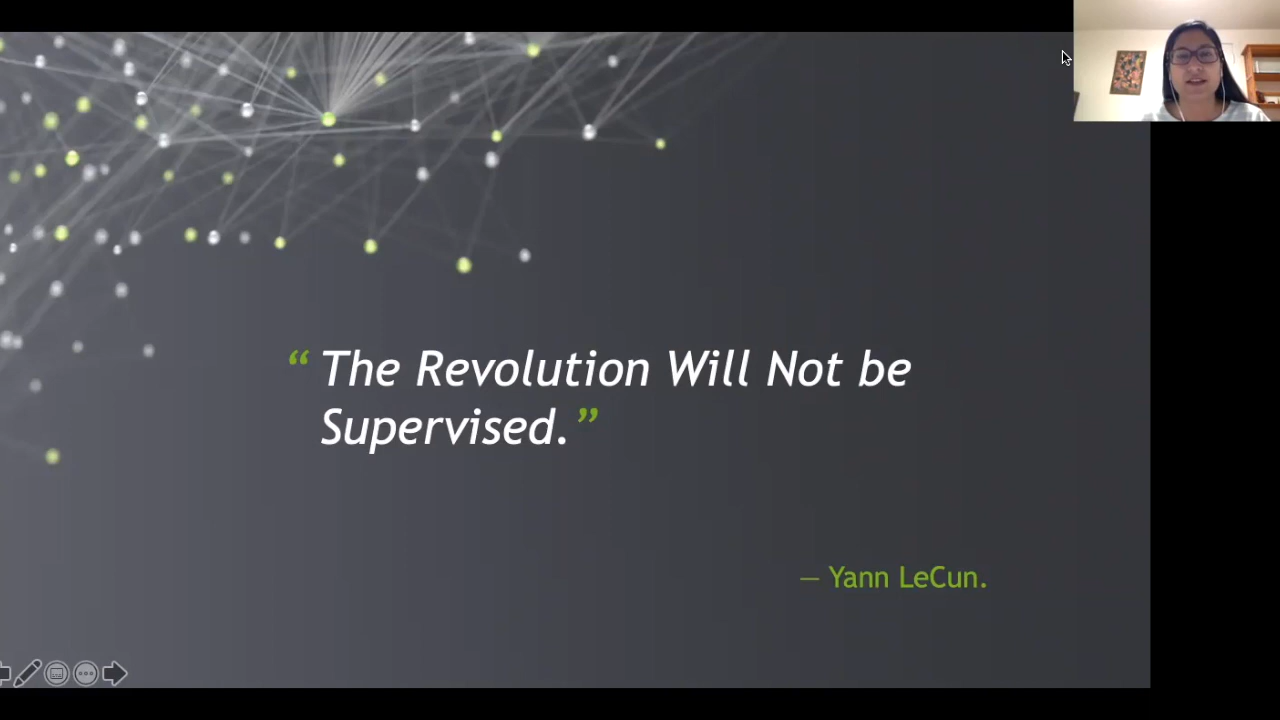 “ The Revolution Will Not be
Supervised.”
— Yann LeCun.